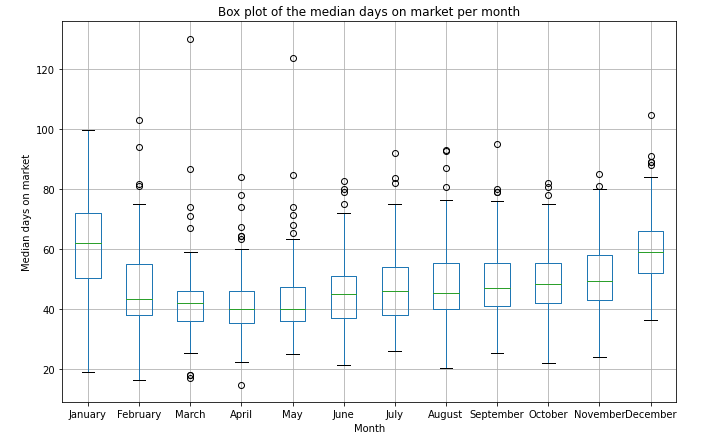 Box plot of the median days on market per month
Median days on market
120
100
80
60
40
20
January February March April May June July August September October November December
Month